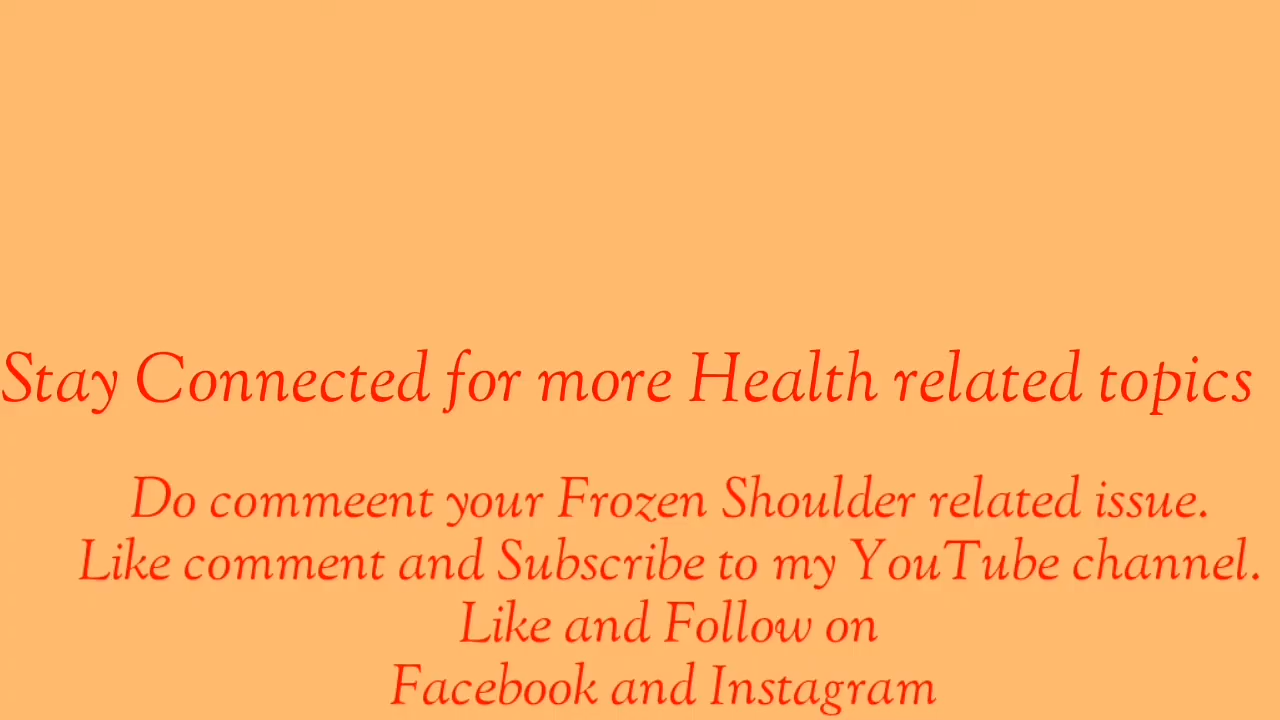 Stay Connected for more Health related topics
Do commeent your Frozen Shoulder related issue.
Like comment and Subscribe to my YouTube channel.
Like and Follow on
Facebook and Instagram